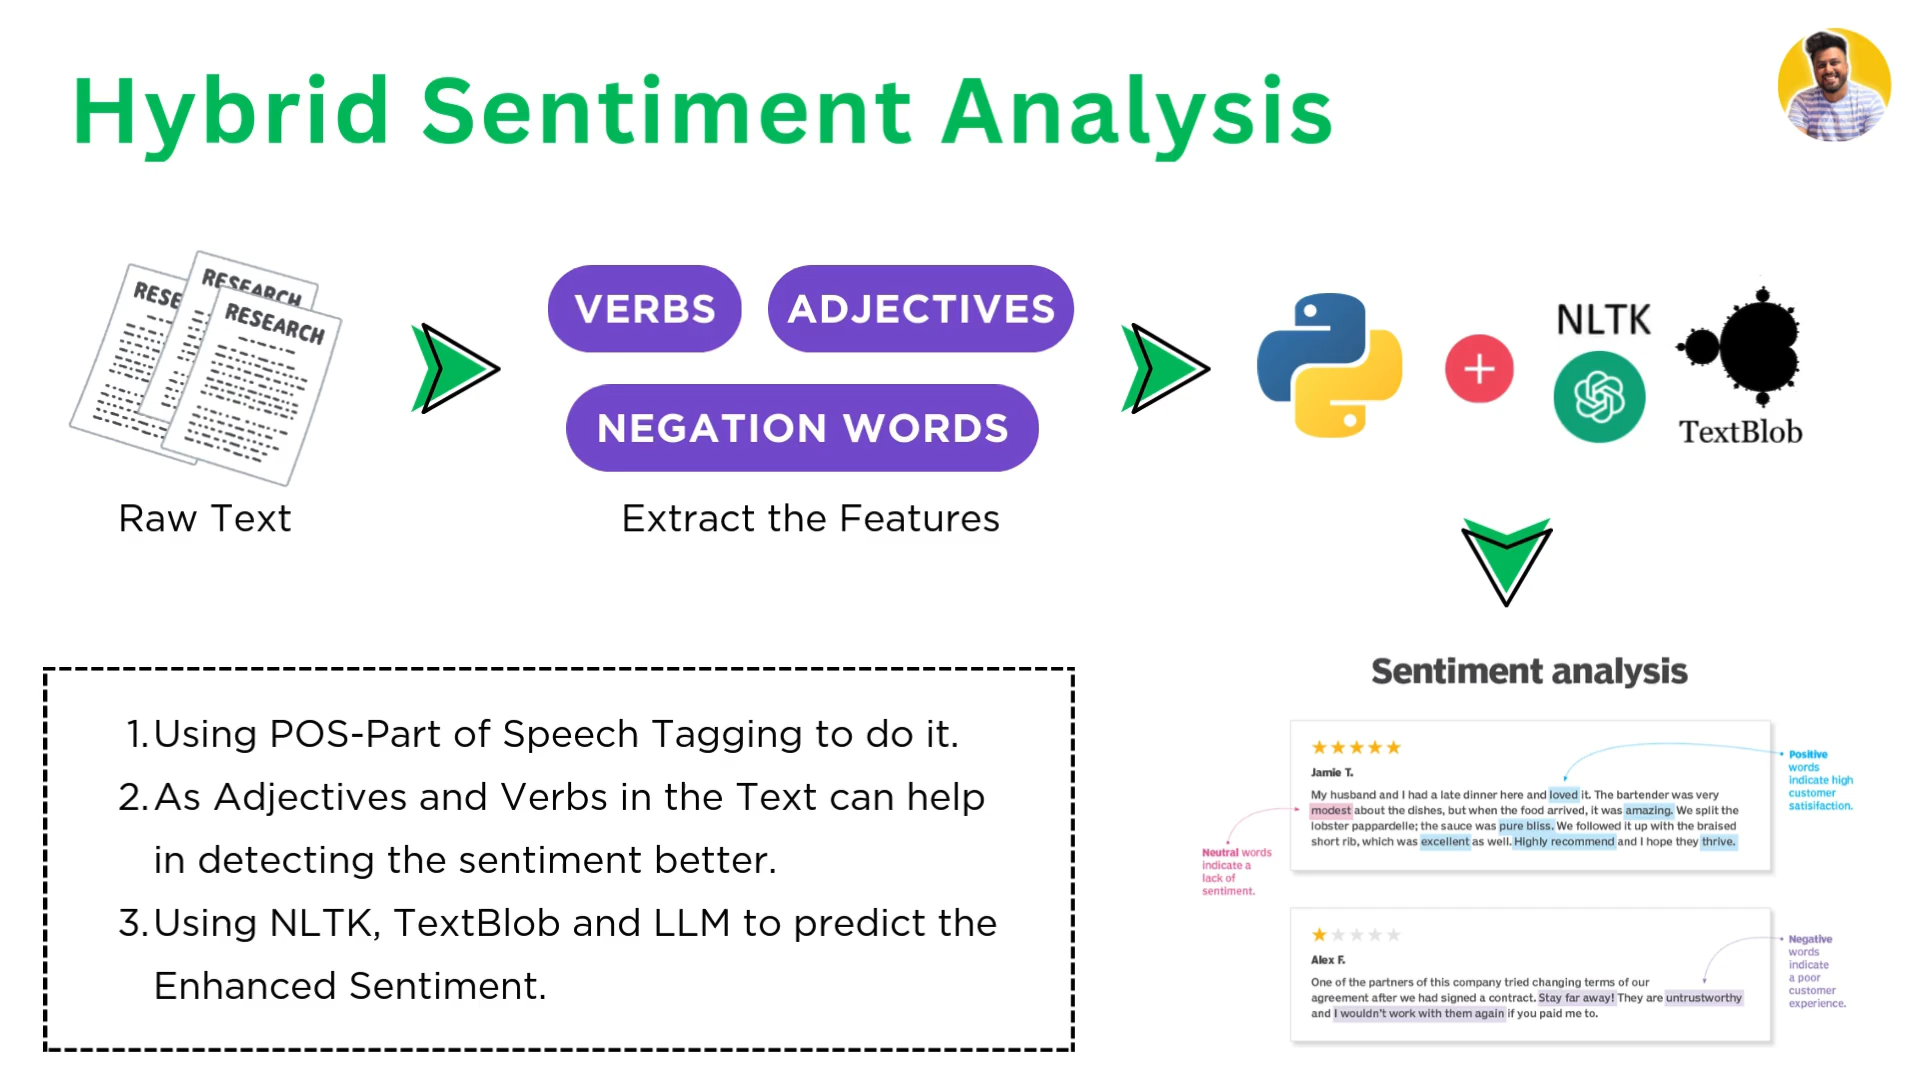 Hybrid Sentiment Analysis
RESE
RESEARCH
RESEARCH
Raw Text
VERBS
ADJECTIVES
NEGATION WORDS
Extract the Features
NLTK
TextBlob
1. Using POS-Part of Speech Tagging to do it.
2. As Adjectives and Verbs in the Text can help
in detecting the sentiment better.
3. Using NLTK, TextBlob and LLM to predict the
Enhanced Sentiment.
Sentiment analysis
Jamie T.
My husband and I had a late dinner here and loved it. The bartender was very
modest about the dishes, but when the food arrived, it was amazing. We split the
lobster pappardelle; the sauce was pure bliss. We followed it up with the braised
short rib, which was excellent as well. Highly recommend and I hope they thrive.
Positive
words
indicate high
customer
satisifaction.
Neutral words
indicate a
lack of
sentiment.
Alex F.
One of the partners of this company tried changing terms of our
agreement after we had signed a contract. Stay far away! They are untrustworthy
and I wouldn't work with them again if you paid me to.
Negative
words
indicate
a poor
customer
experience.